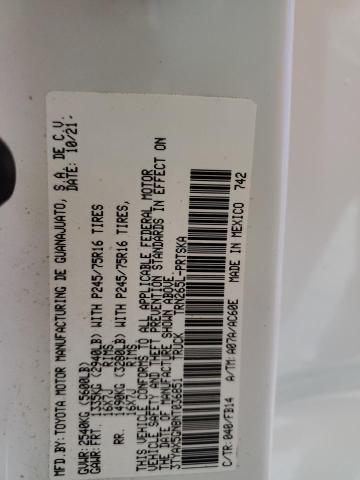 MFD.BY:TOYOTA MOTOR MANUFACTURING DE GUANAJUATO, S.A. DE C.V.
DATE: 10/21
GVWR: 2540KG (5600LB)
GAWR: FRT. 1335KG (2940LB) WITH P245/75R16 TIRES
16X7J RIMS
RR. 1490KG (3280LB) WITH P245/75R16 TIRES,
16X7J RIMS
THIS VEHICLE CONFORMS TO ALL APPLICABLE FEDERAL MOTOR
VEHICLE SAFETY AND THEFT PREVENTION STANDARDS IN EFFECT ON
THE DATE OF MANUFACTURE SHOWN ABOVE.
3TYAX5GN8NT036851 TRUCK TRN265L-PRTSKA
C/TR: 040/FB14 A/TM: A07A/AC60E MADE IN MEXICO 742